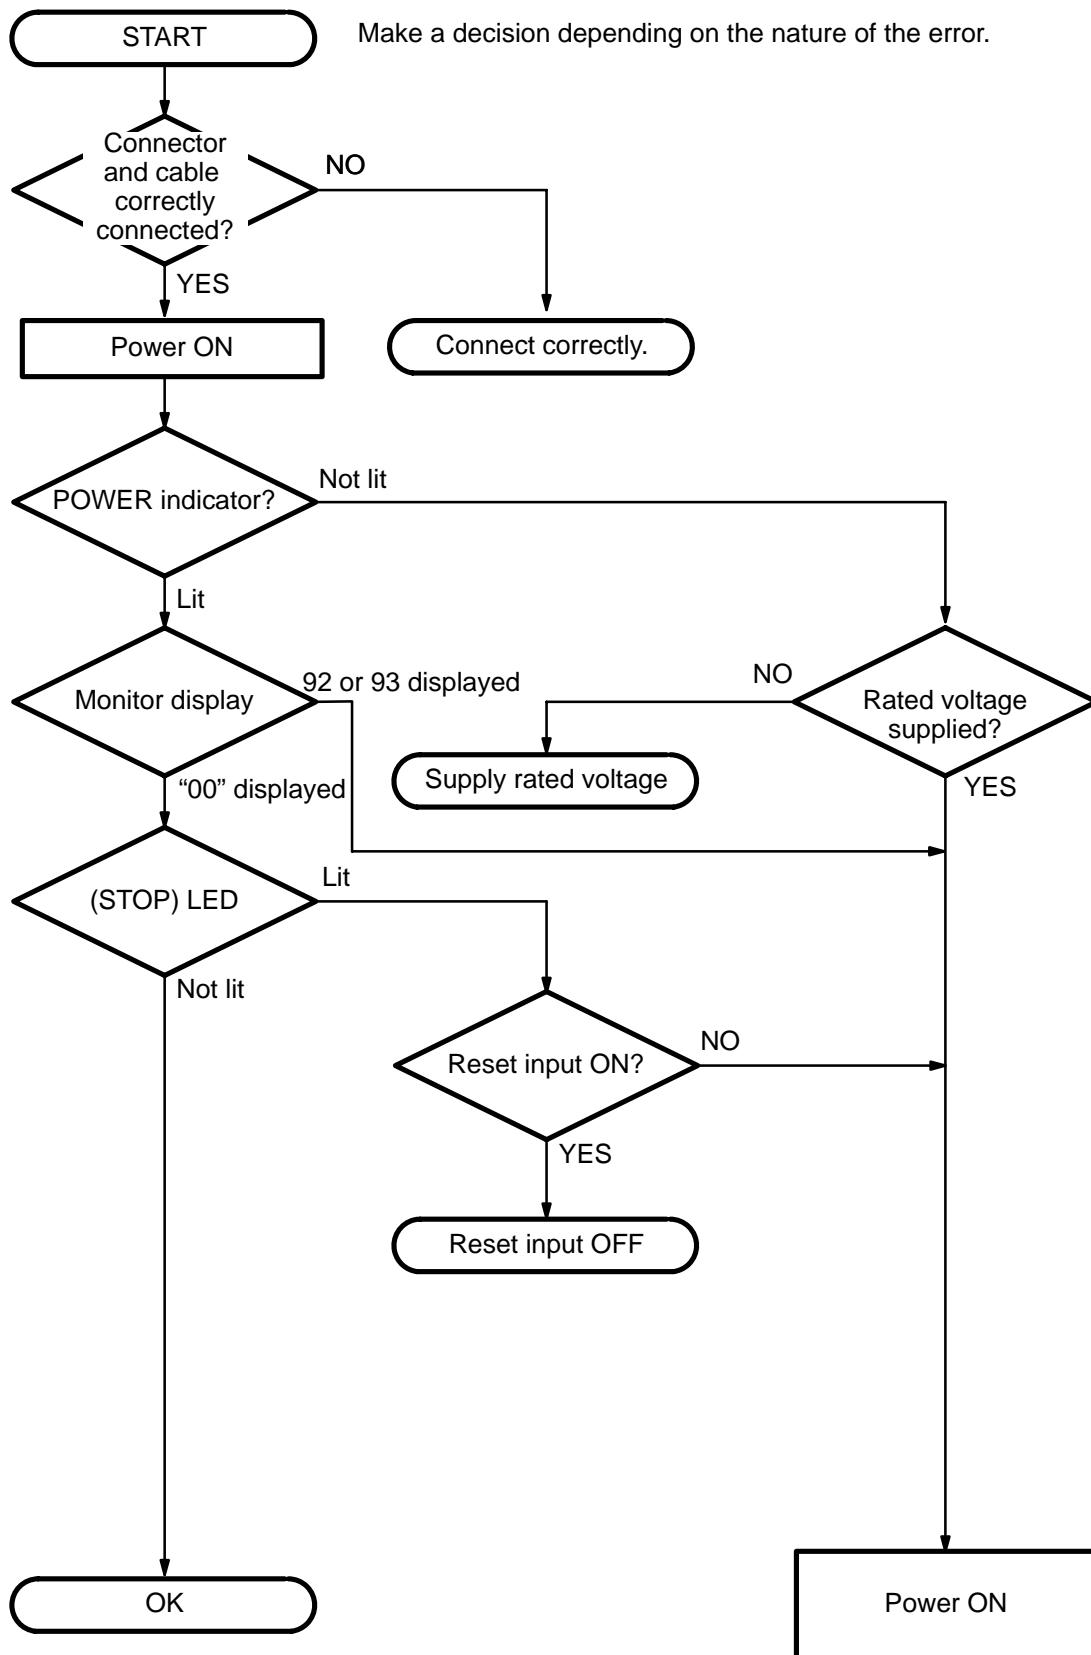 START
Make a decision depending on the nature of the error.
Connector
and cable
correctly
connected?
NO
YES
Power ON
Connect correctly.
POWER indicator?
Not lit
Lit
Monitor display
92 or 93 displayed
NO
Rated voltage
supplied?
Supply rated voltage
“00” displayed
YES
(STOP) LED
Lit
Not lit
Reset input ON?
NO
YES
Reset input OFF
OK
Power ON